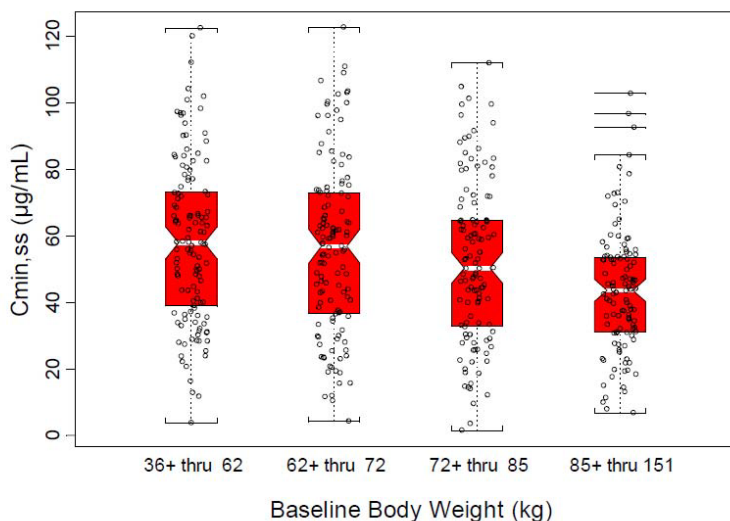 Cmin,ss (µg/mL)
120
100
80
60
40
20
0
36+ thru 62
62+ thru 72
72+ thru 85
85+ thru 151
Baseline Body Weight (kg)